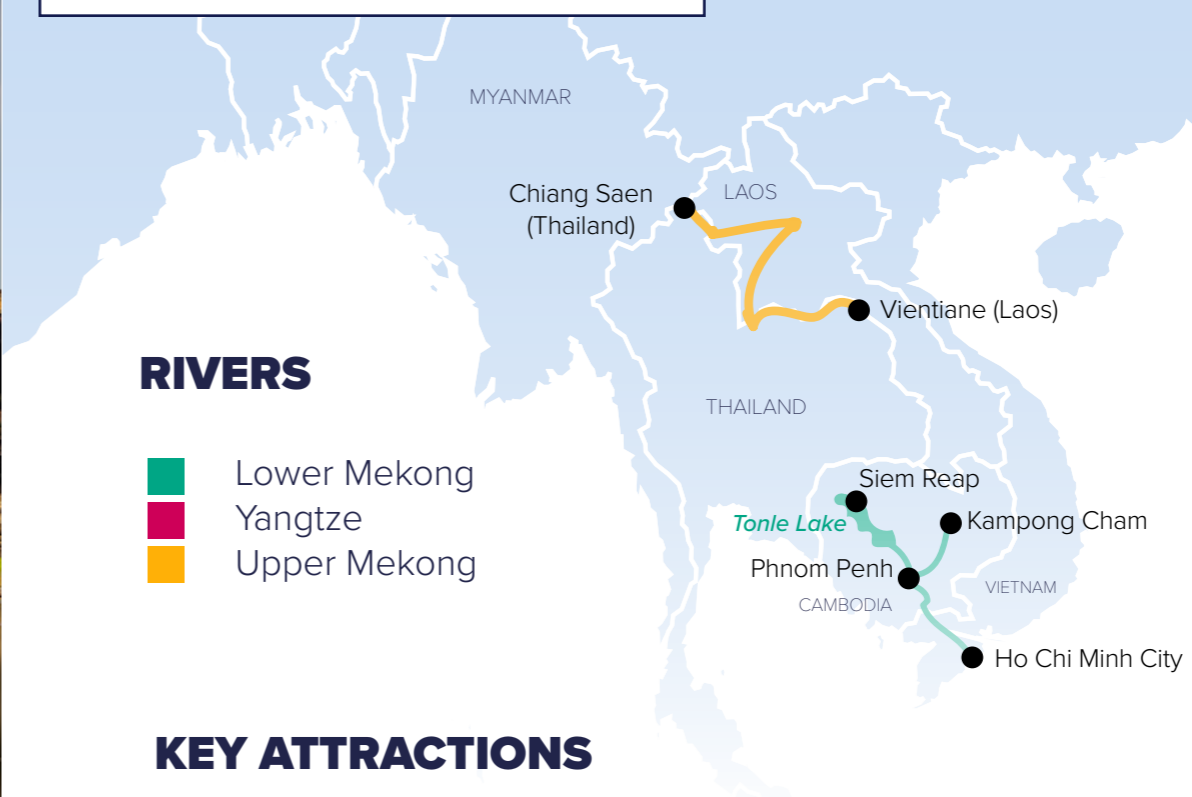 MYANMAR
Chiang Saen
(Thailand)
LAOS
Vientiane (Laos)
RIVERS
THAILAND
Lower Mekong
Yangtze
Upper Mekong
Siem Reap
Tonle Lake
Kampong Cham
Phnom Penh
VIETNAM
CAMBODIA
Ho Chi Minh City
KEY ATTRACTIONS